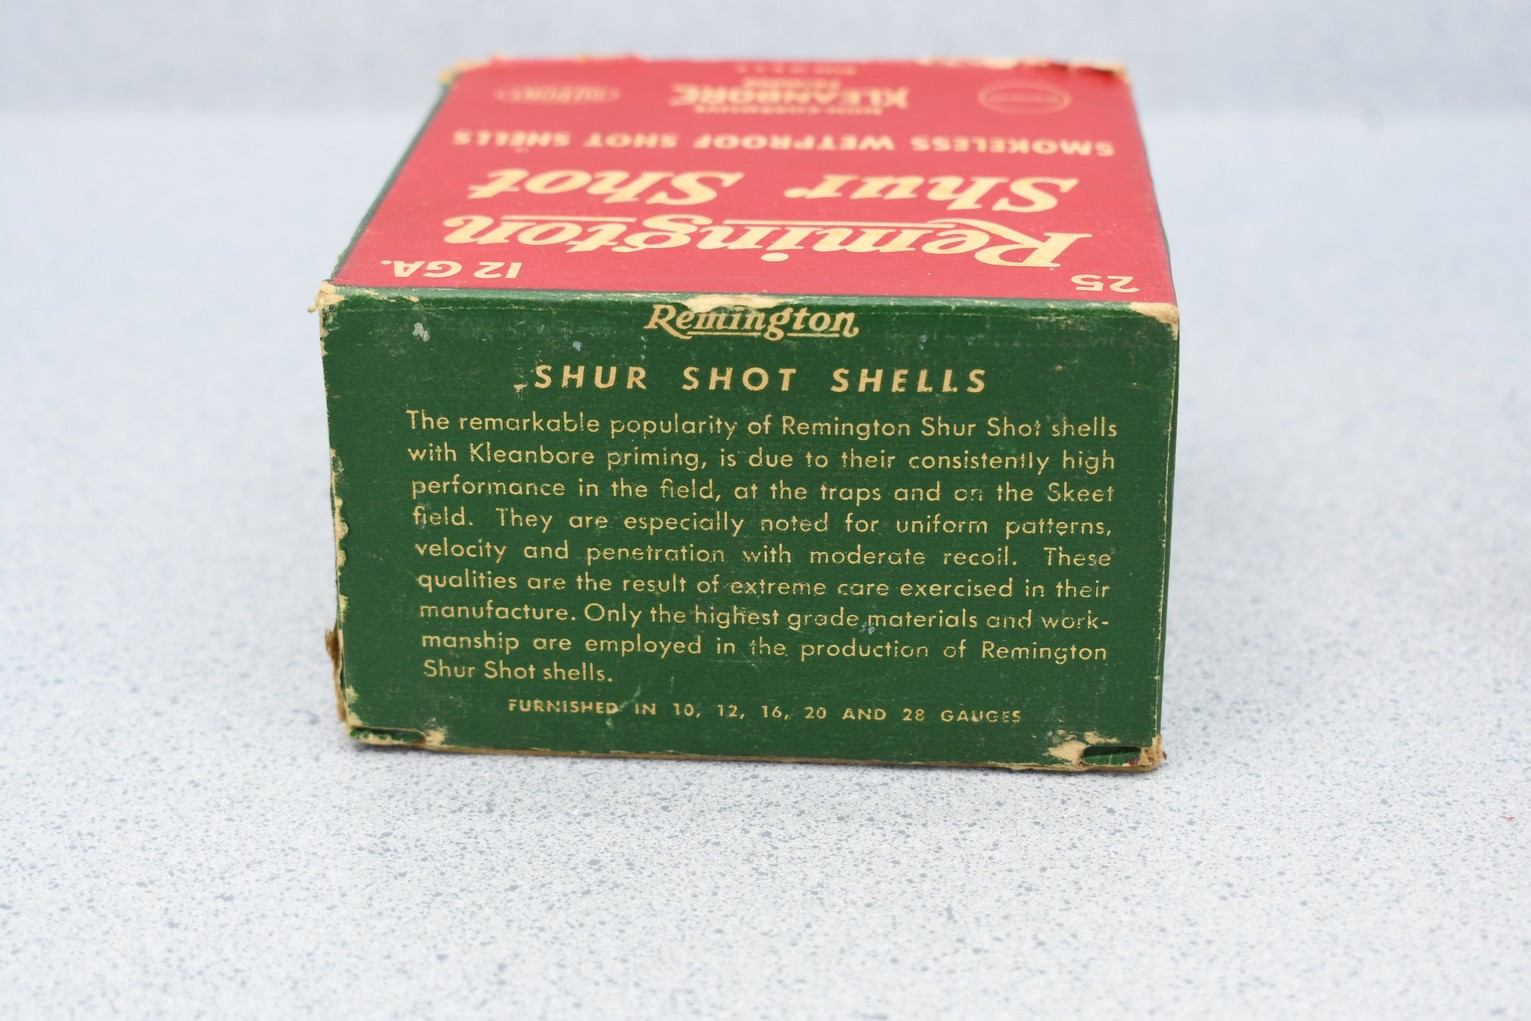 25 12 GA.
Remington
Shur Shot
SMOKELESS WETPROOF SHOT SHELLS
NON-CORROSIVE
KLEANBORE
PRIMING
DUPONT
Remington
SHUR SHOT SHELLS
The remarkable popularity of Remington Shur Shot shells
with Kleanbore priming, is due to their consistently high
performance in the field, at the traps and on the Skeet
field. They are especially noted for uniform patterns,
velocity and penetration with moderate recoil. These
qualities are the result of extreme care exercised in their
manufacture. Only the highest grade materials and work-
manship are employed in the production of Remington
Shur Shot shells.
FURNISHED IN 10, 12, 16, 20 AND 28 GAUGES